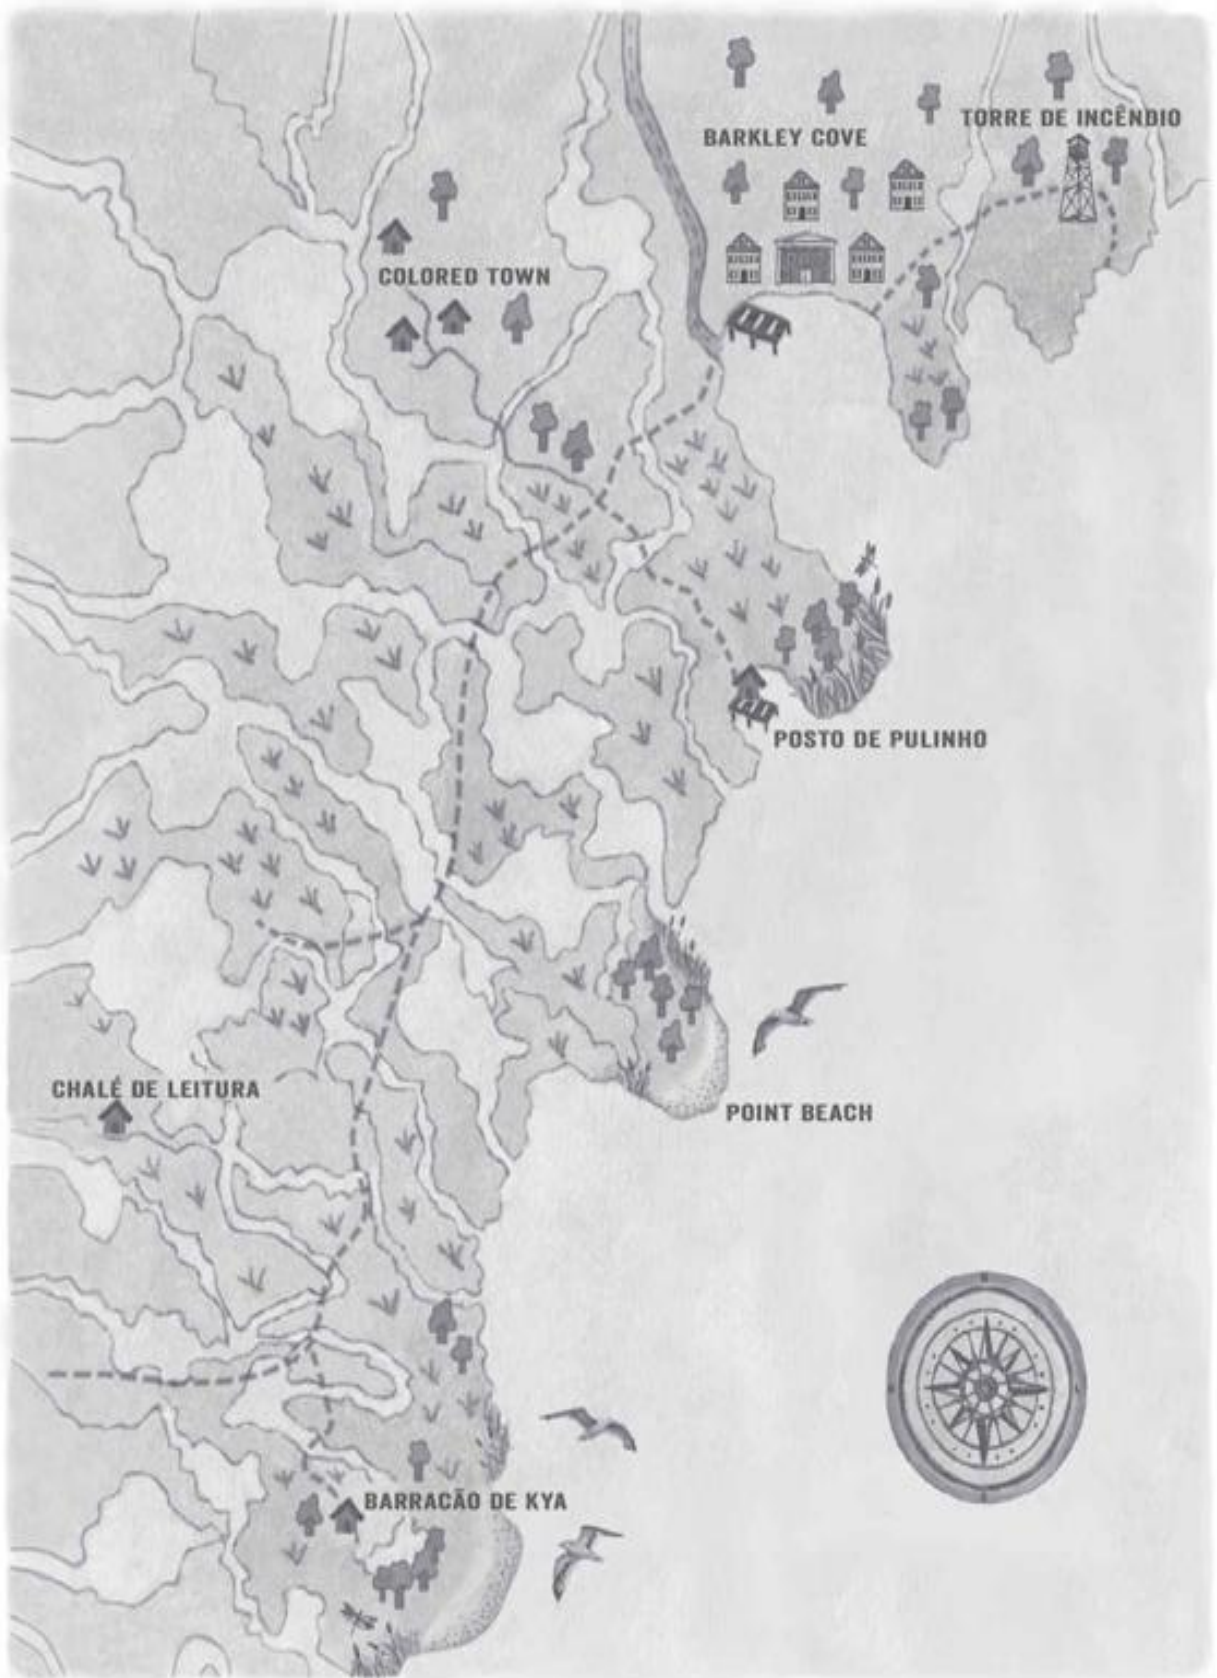 BARKLEY COVE
TORRE DE INCÊNDIO
COLORED TOWN
POSTO DE PULINHO
CHALÉ DE LEITURA
POINT BEACH
BARRACÃO DE KYA